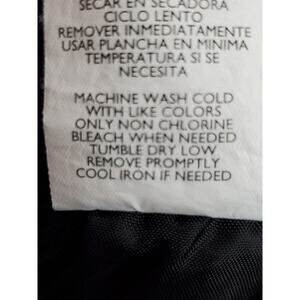 SECAR EN SECADORA
CICLO LENTO
REMOVER INMEDIATAMENTE
USAR PLANCHA EN MINIMA
TEMPERATURA SI SE
NECESITA
MACHINE WASH COLD
WITH LIKE COLORS
ONLY NON CHLORINE
BLEACH WHEN NEEDED
TUMBLE DRY LOW
REMOVE PROMPTLY
COOL IRON IF NEEDED